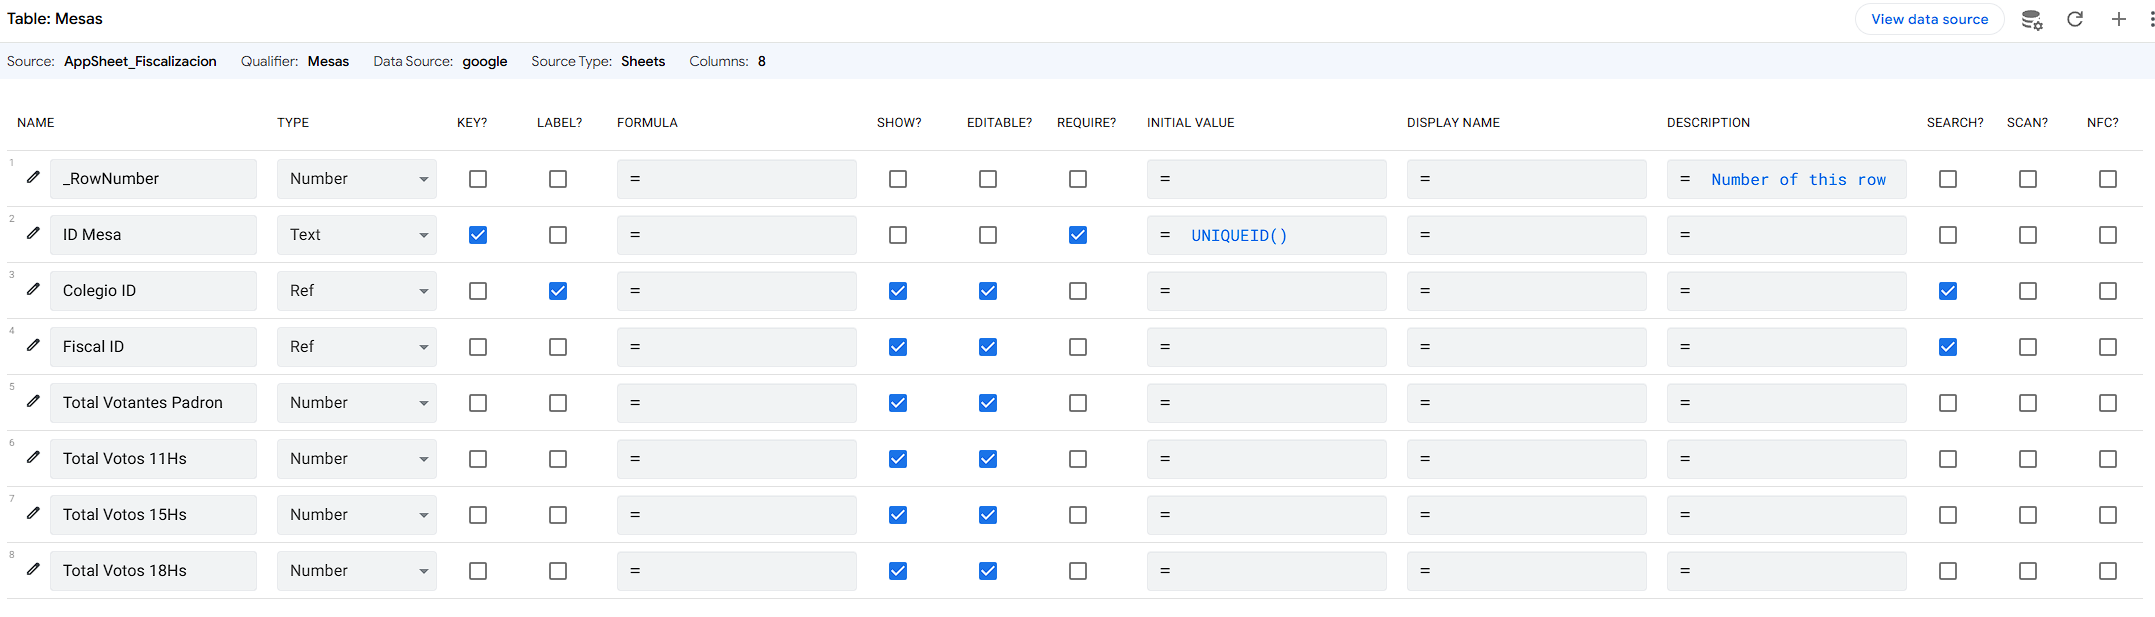 Table: Mesas
View data source
Source: AppSheet_Fiscalizacion Qualifier: Mesas Data Source: google Source Type: Sheets Columns: 8
NAME TYPE KEY? LABEL? FORMULA SHOW? EDITABLE? REQUIRE? INITIAL VALUE DISPLAY NAME DESCRIPTION SEARCH? SCAN? NFC?
1 _RowNumber Number = = = = Number of this row
2 ID Mesa Text = = UNIQUEID() = =
3 Colegio ID Ref = = = =
4 Fiscal ID Ref = = = =
5 Total Votantes Padron Number = = = =
6 Total Votos 11Hs Number = = = =
7 Total Votos 15Hs Number = = = =
8 Total Votos 18Hs Number = = = =